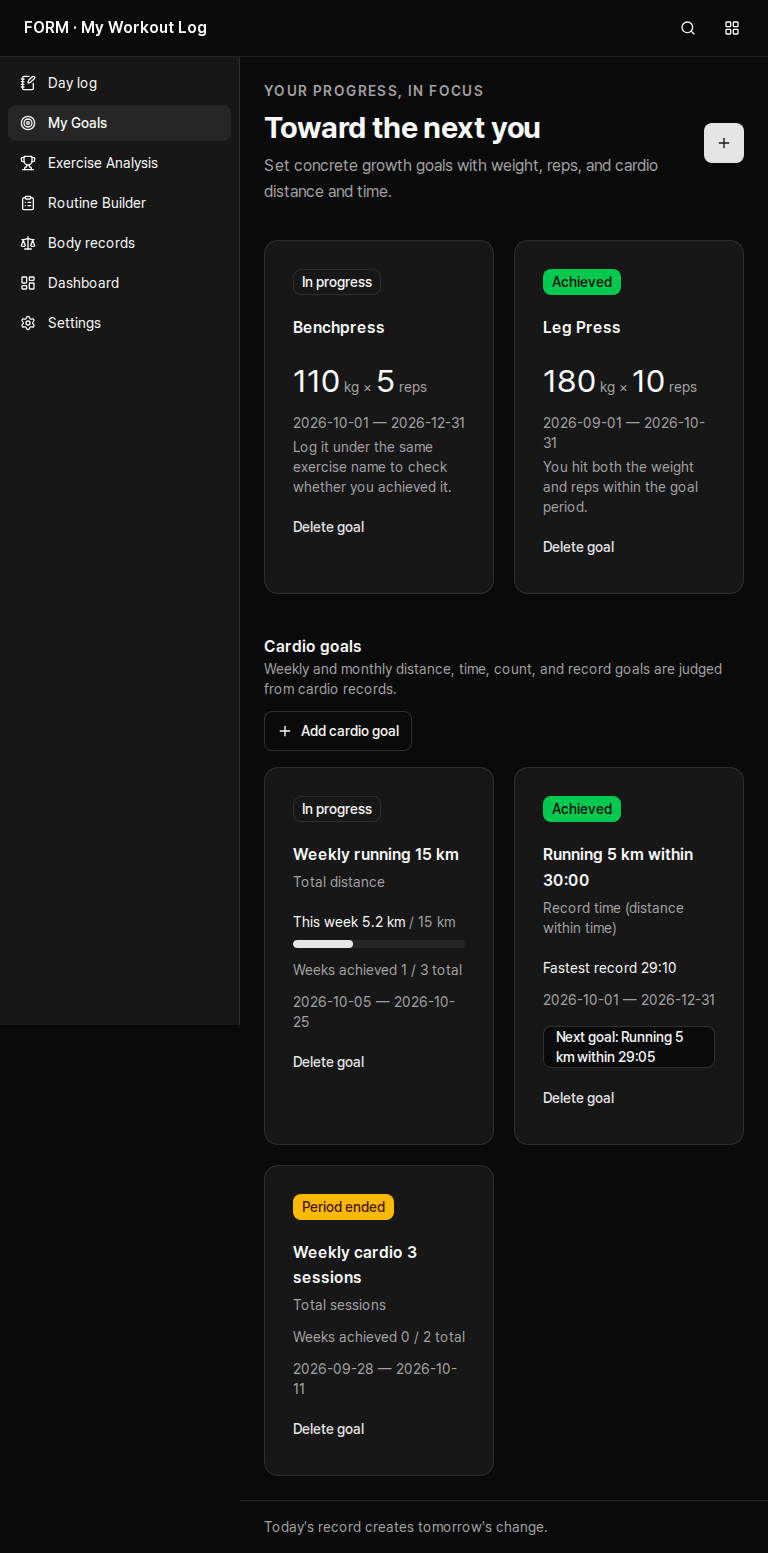 FORM · My Workout Log
Day log
My Goals
Exercise Analysis
Routine Builder
Body records
Dashboard
Settings
YOUR PROGRESS, IN FOCUS
Toward the next you
Set concrete growth goals with weight, reps, and cardio
distance and time.
In progress
Benchpress
110 kg × 5 reps
2026-10-01 — 2026-12-31
Log it under the same
exercise name to check
whether you achieved it.
Delete goal
Achieved
Leg Press
180 kg × 10 reps
2026-09-01 — 2026-10-
31
You hit both the weight
and reps within the goal
period.
Delete goal
Cardio goals
Weekly and monthly distance, time, count, and record goals are judged
from cardio records.
Add cardio goal
In progress
Weekly running 15 km
Total distance
This week 5.2 km / 15 km
Weeks achieved 1 / 3 total
2026-10-05 — 2026-10-
25
Delete goal
Achieved
Running 5 km within
30:00
Record time (distance
within time)
Fastest record 29:10
2026-10-01 — 2026-12-31
Next goal: Running 5
km within 29:05
Delete goal
Period ended
Weekly cardio 3
sessions
Total sessions
Weeks achieved 0 / 2 total
2026-09-28 — 2026-10-
11
Delete goal
Today's record creates tomorrow's change.